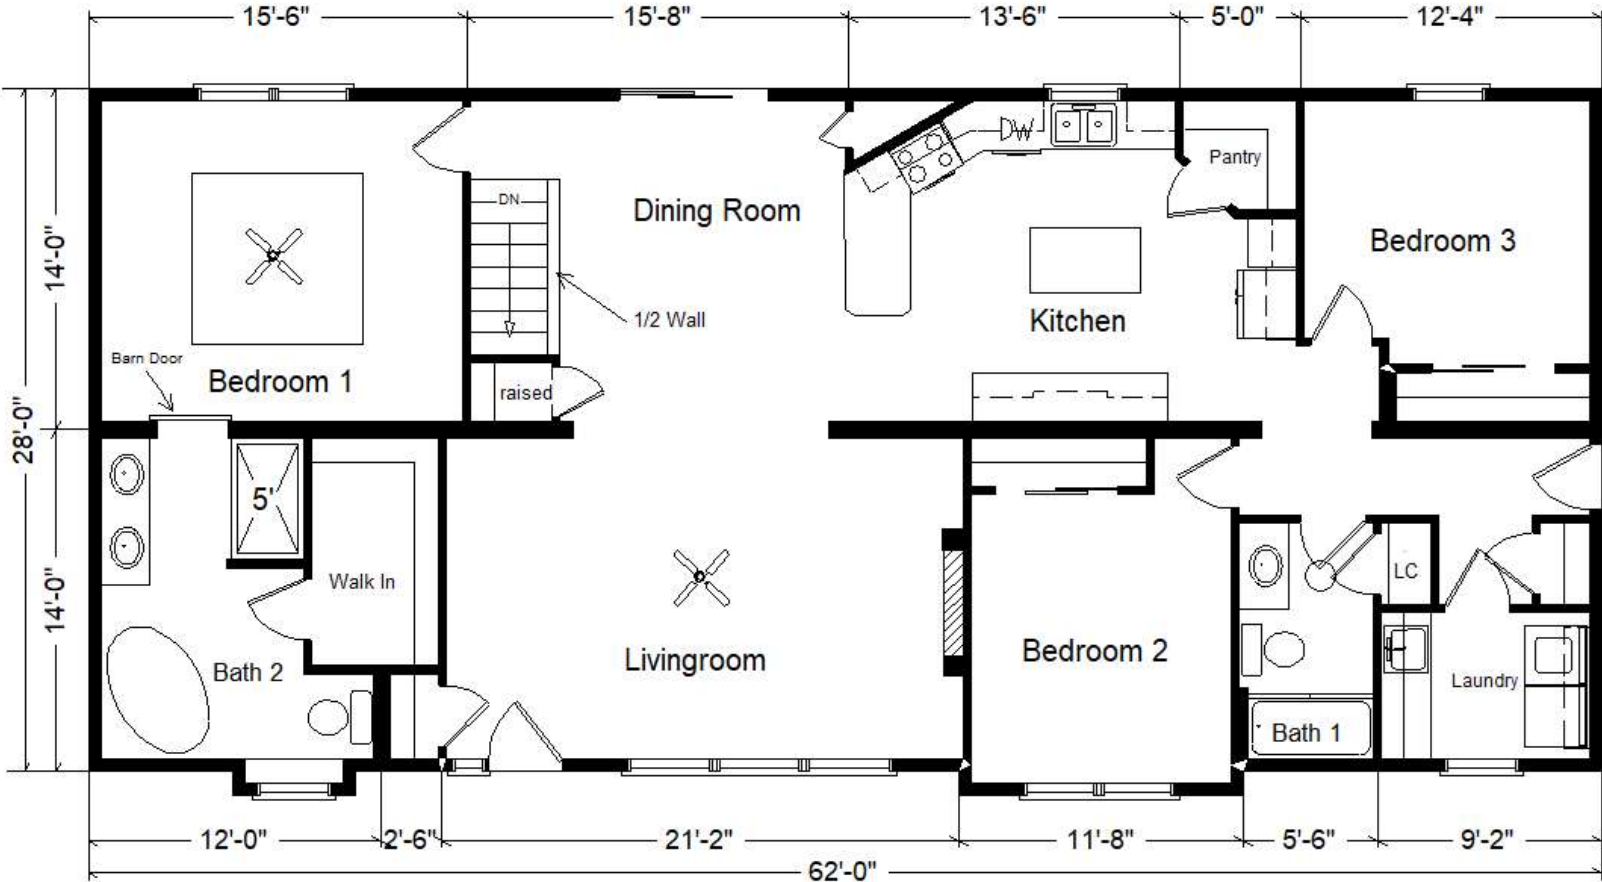 15'-6"
15'-8"
13'-6"
5'-0"
12'-4"
DW
Pantry
DN
Dining Room
Bedroom 3
14'-0"
1/2 Wall
Kitchen
Barn Door
Bedroom 1
raised
28'-0"
5'
Walk In
LC
14'-0"
Bath 2
Livingroom
Bedroom 2
Laundry
Bath 1
12'-0"
2'-6"
21'-2"
11'-8"
5'-6"
9'-2"
62'-0"